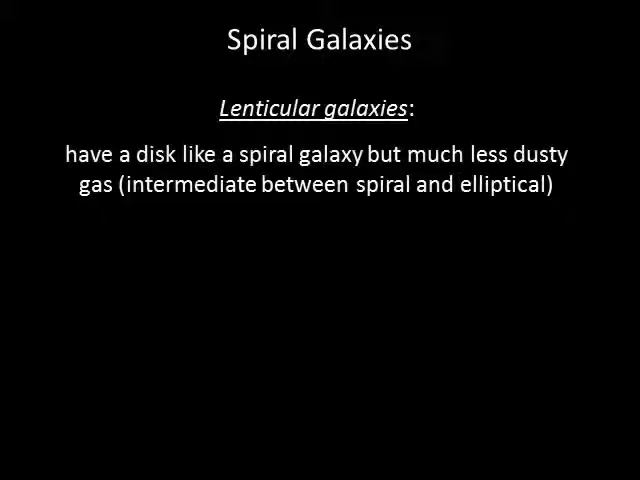 Spiral Galaxies
Lenticular galaxies:
have a disk like a spiral galaxy but much less dusty
gas (intermediate between spiral and elliptical)